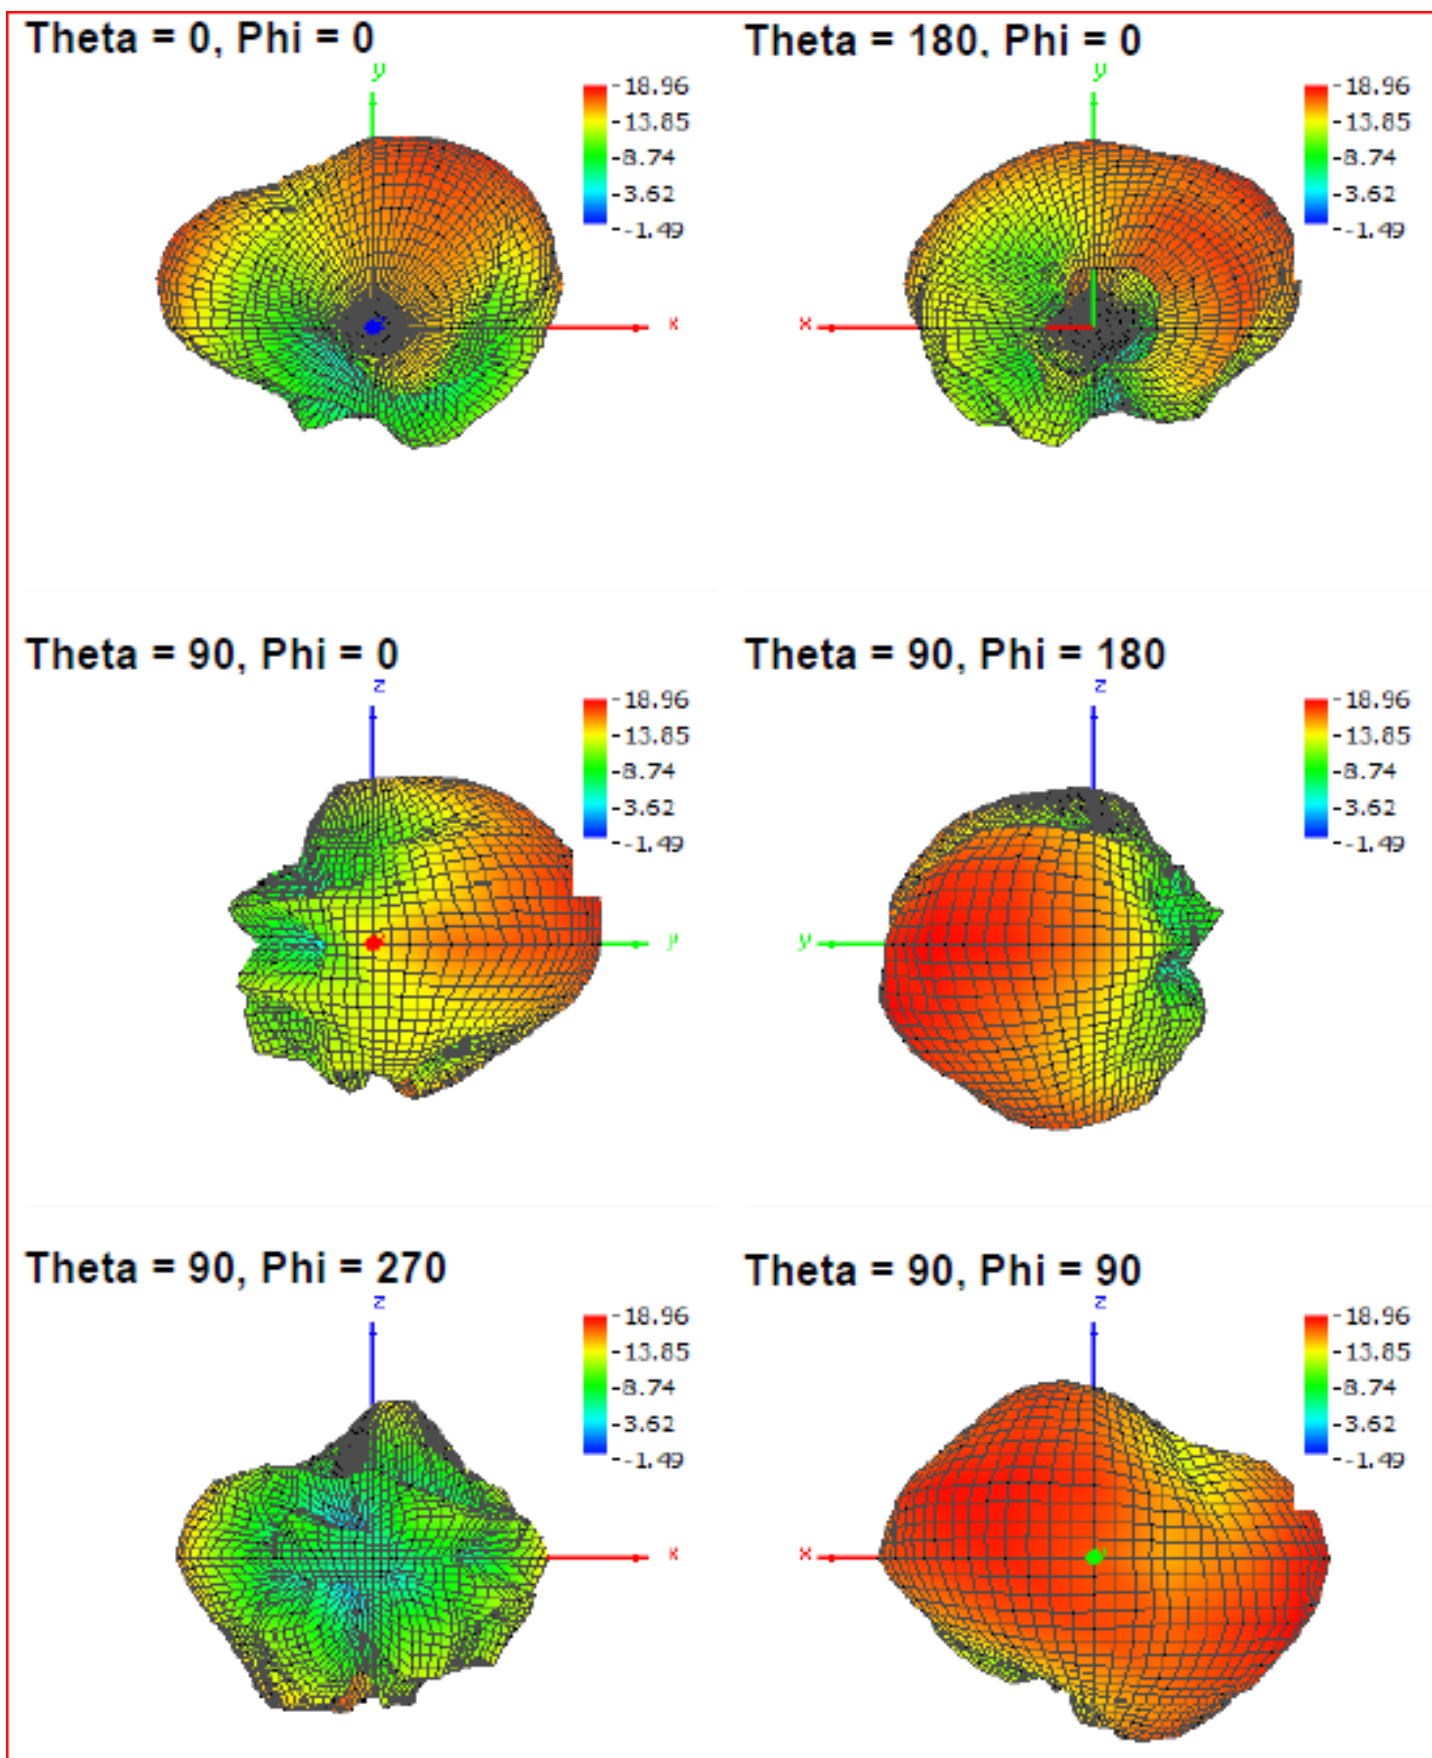 Theta = 0, Phi = 0
y
-18.96
-13.85
-8.74
-3.62
--1.49
x
Theta = 180, Phi = 0
y
-18.96
-13.85
-8.74
-3.62
--1.49
x
Theta = 90, Phi = 0
z
-18.96
-13.85
-8.74
-3.62
--1.49
y
Theta = 90, Phi = 180
z
-18.96
-13.85
-8.74
-3.62
--1.49
y
Theta = 90, Phi = 270
z
-18.96
-13.85
-8.74
-3.62
--1.49
x
Theta = 90, Phi = 90
z
-18.96
-13.85
-8.74
-3.62
--1.49
x